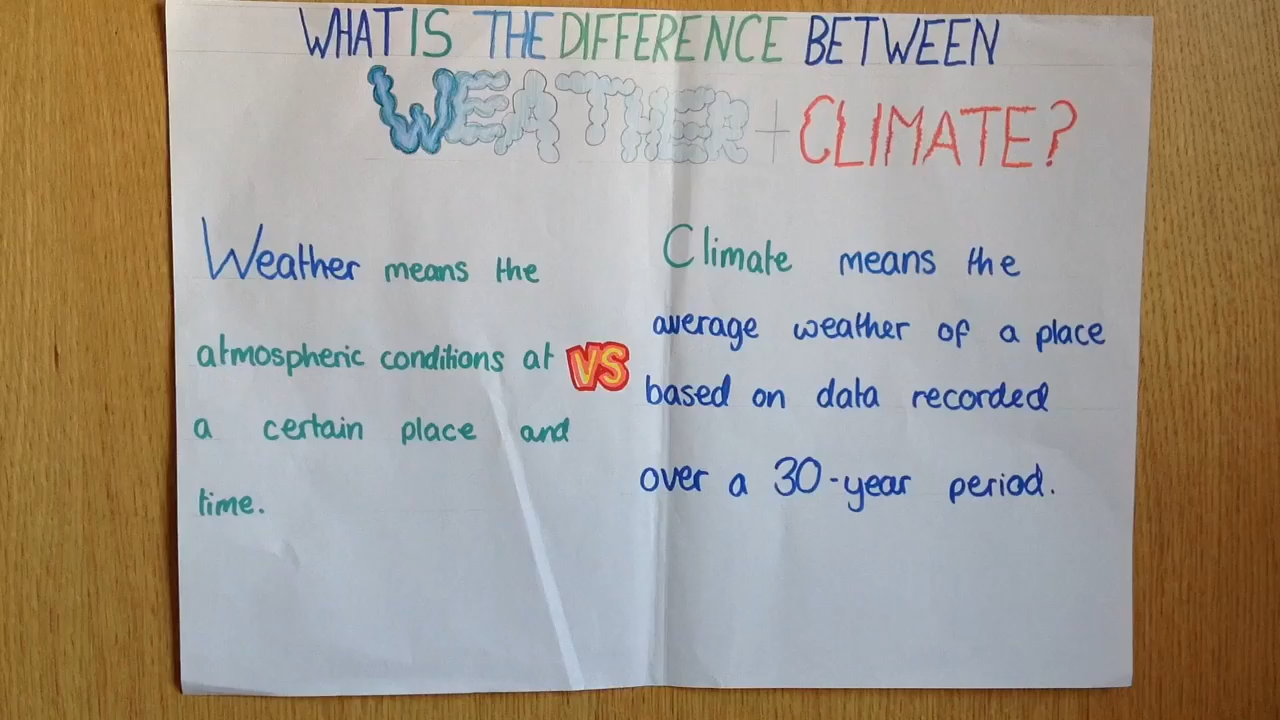 WHAT IS THE DIFFERENCE BETWEEN
WEATHER + CLIMATE?
Weather means the
atmospheric conditions at
a certain place and
time.
VS
Climate means the
average weather of a place
based on data recorded
over a 30-year period.